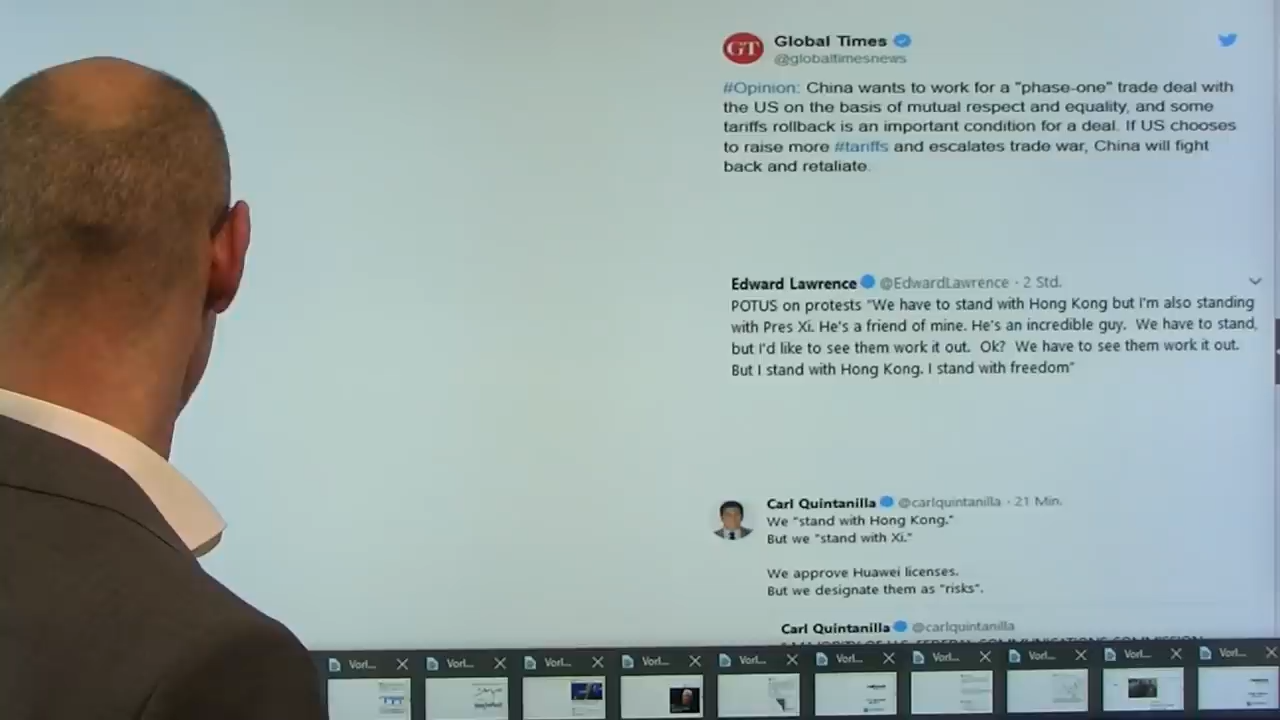 GT
Global Times
@globaltimesnews
#Opinion: China wants to work for a "phase-one" trade deal with
the US on the basis of mutual respect and equality, and some
tariffs rollback is an important condition for a deal. If US chooses
to raise more #tariffs and escalates trade war, China will fight
back and retaliate.
Edward Lawrence @EdwardLawrence · 2 Std.
POTUS on protests "We have to stand with Hong Kong but I'm also standing
with Pres Xi. He's a friend of mine. He's an incredible guy. We have to stand,
but I'd like to see them work it out. Ok? We have to see them work it out.
But I stand with Hong Kong. I stand with freedom"
Carl Quintanilla @carlquintanilla · 21 Min.
We "stand with Hong Kong."
But we "stand with Xi."
We approve Huawei licenses.
But we designate them as "risks".
Carl Quintanilla @carlquintanilla
MAJORITY OF U.S. FEDERAL COMMUNICATIONS COMMISSION
Vorl... Vorl... Vorl... Vorl... Vorl... Vorl... Vorl... Vorl... Vorl... Vorl...